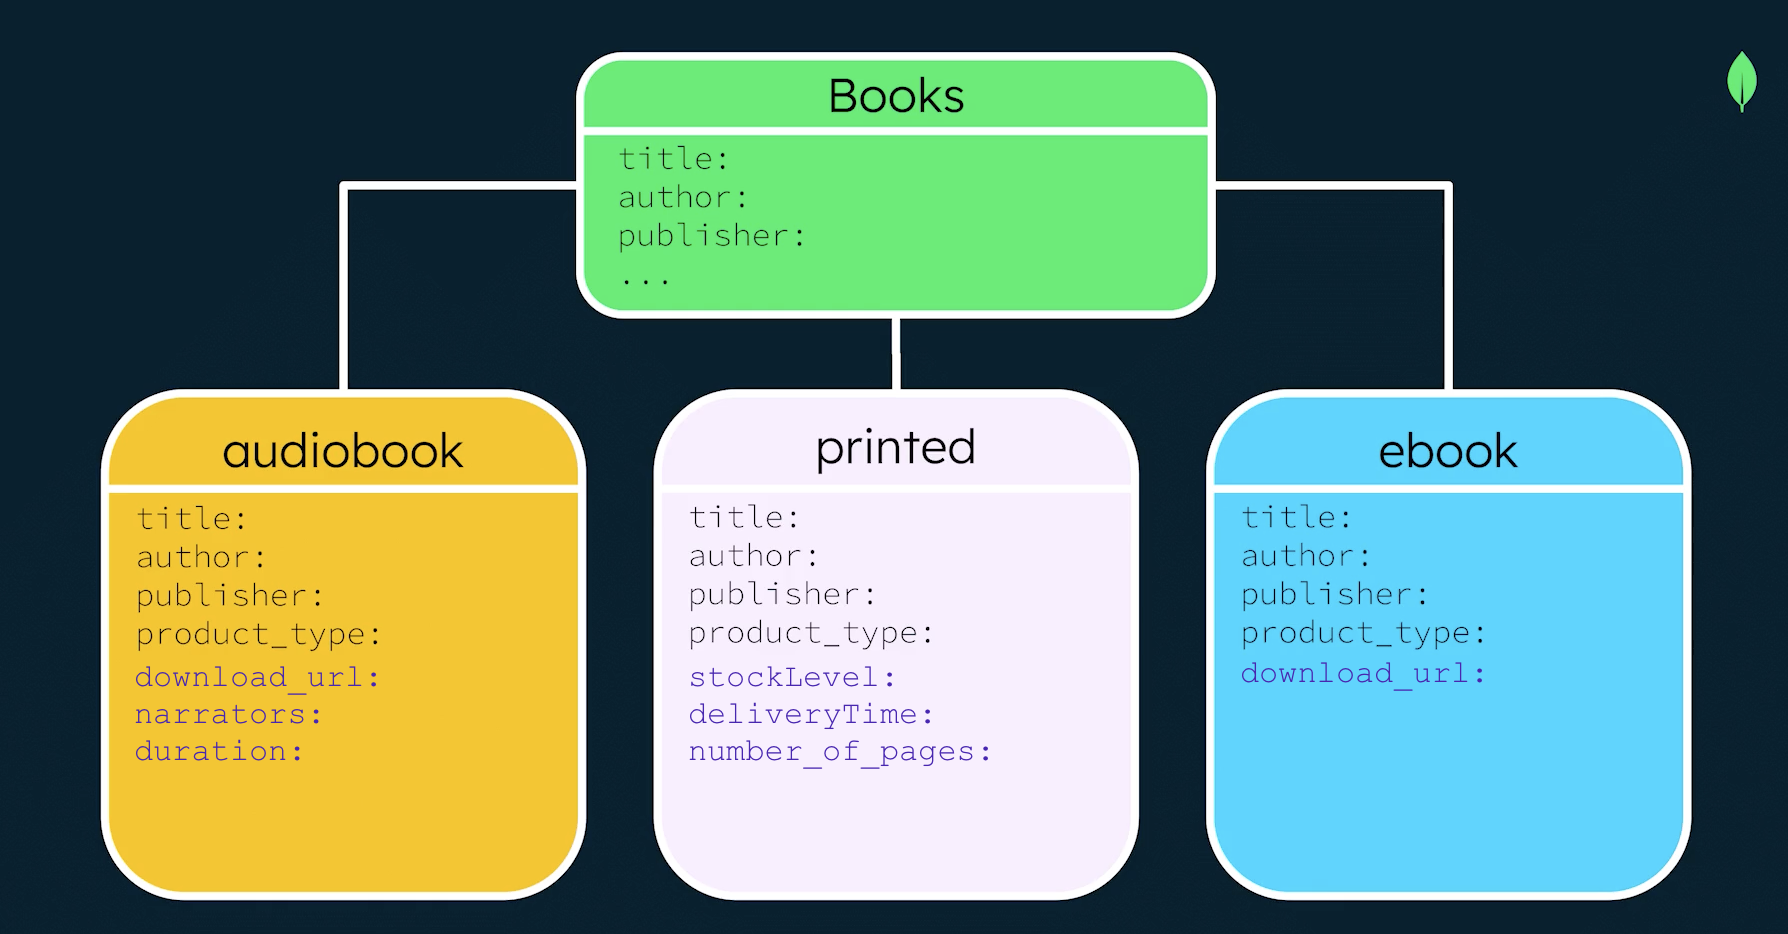 Books
title:
author:
publisher:
...
audiobook
title:
author:
publisher:
product_type:
download_url:
narrators:
duration:
printed
title:
author:
publisher:
product_type:
stockLevel:
deliveryTime:
number_of_pages:
ebook
title:
author:
publisher:
product_type:
download_url: